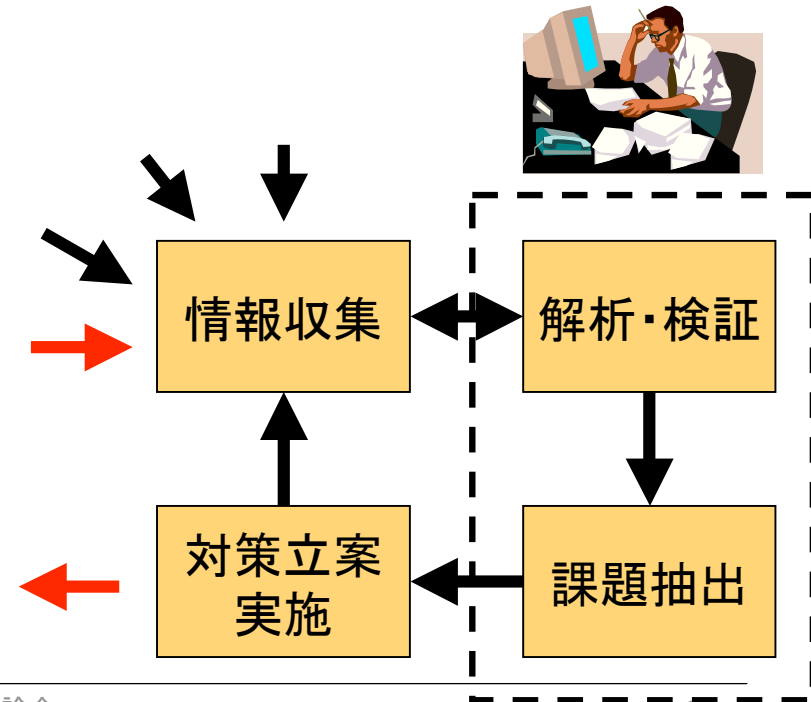 情報収集
解析・検証
対策立案
実施
課題抽出